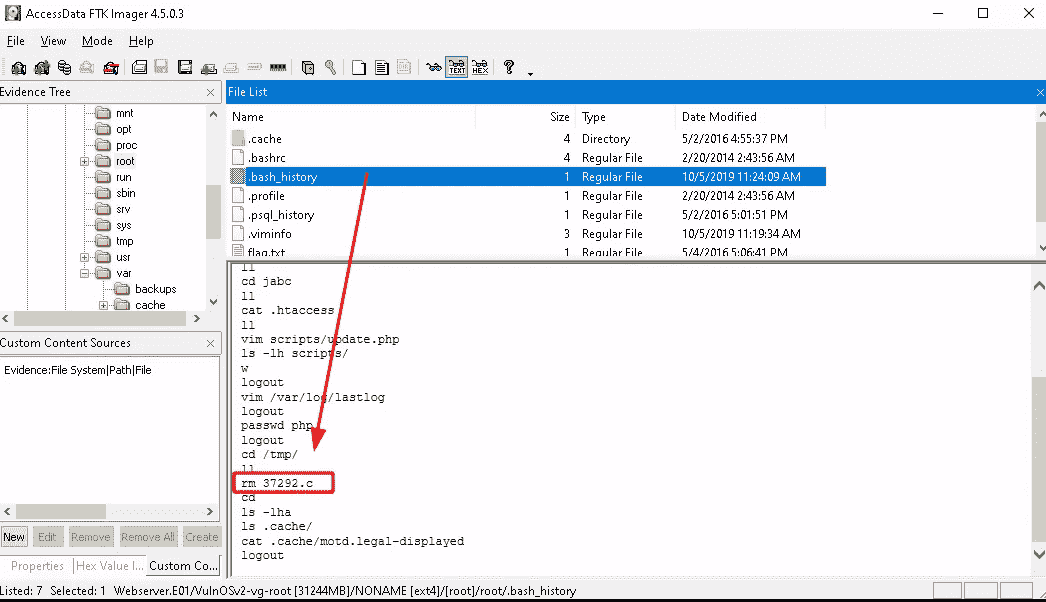 AccessData FTK Imager 4.5.0.3
File View Mode Help
TEXT HEX
Evidence Tree
mnt
opt
proc
root
run
sbin
srv
sys
tmp
usr
var
backups
cache
Custom Content Sources
Evidence:File System|Path|File
New Edit Remove Remove All Create
Properties Hex Value I... Custom Co...
File List
Name Size Type Date Modified
.cache 4 Directory 5/2/2016 4:55:37 PM
.bashrc 4 Regular File 2/20/2014 2:43:56 AM
.bash_history 1 Regular File 10/5/2019 11:24:09 AM
.profile 4 Regular File 2/20/2014 2:43:56 AM
.psql_history 1 Regular File 5/2/2016 5:01:51 PM
.viminfo 3 Regular File 10/5/2019 11:19:34 AM
flag.txt 1 Regular File 5/4/2016 5:06:41 PM
ll
cd jabc
ll
cat .htaccess
ll
vim scripts/update.php
ls -lh scripts/
w
logout
vim /var/log/lastlog
logout
passwd php
logout
cd /tmp/
ll
rm 37292.c
cd
ls -lha
ls .cache/
cat .cache/motd.legal-displayed
logout
Listed: 7 Selected: 1 Webserver.E01/VulnOSv2-vg-root [31244MB]/NONAME [ext4]/[root]/root/.bash_history